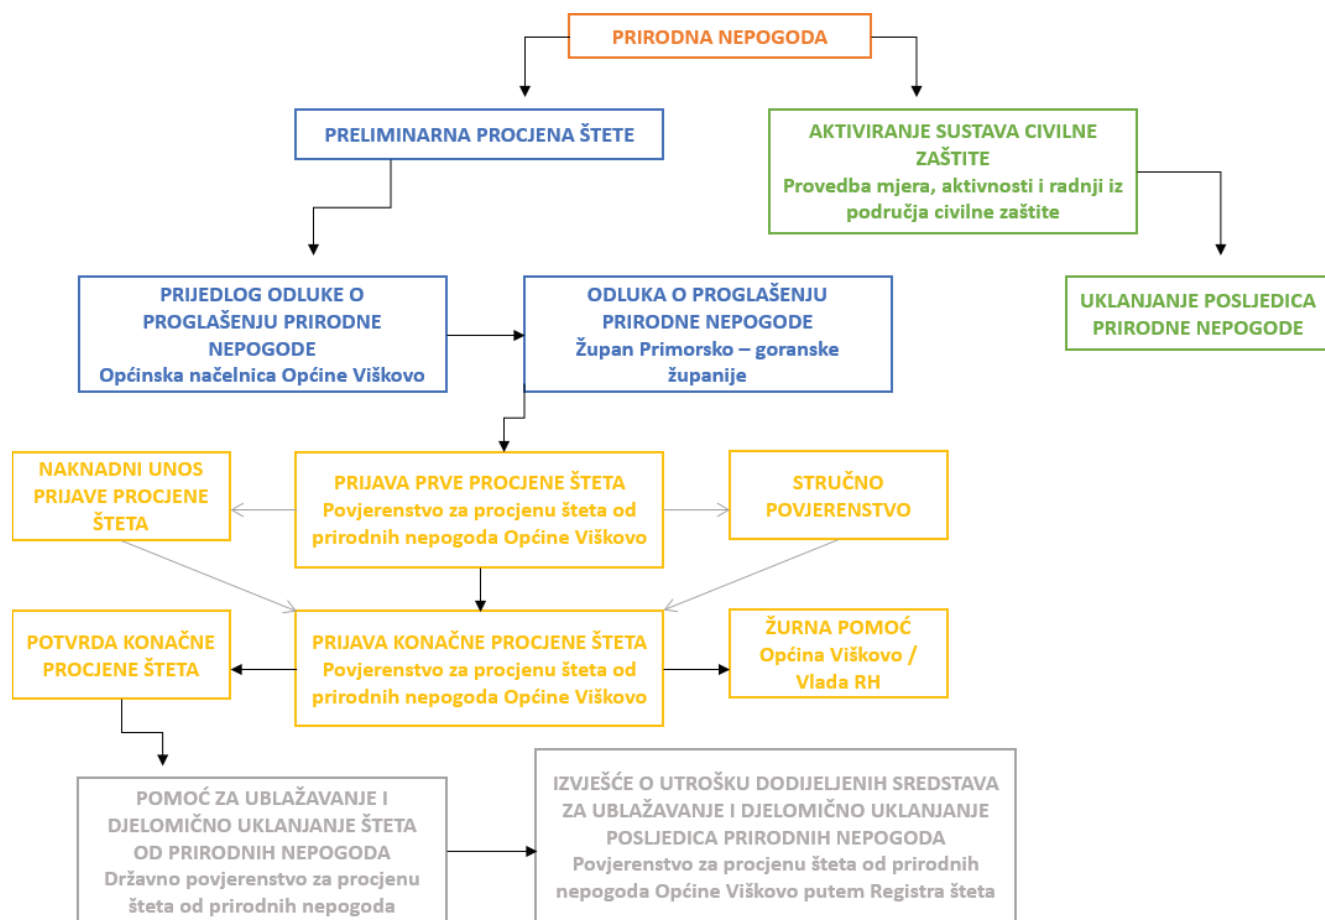 PRIRODNA NEPOGODA
PRELIMINARNA PROCJENA ŠTETE
AKTIVIRANJE SUSTAVA CIVILNE
ZAŠTITE
Provedba mjera, aktivnosti i radnji iz
područja civilne zaštite
PRIJEDLOG ODLUKE O
PROGLAŠENJU PRIRODNE
NEPOGODE
Općinska načelnica Općine Viškovo
ODLUKA O PROGLAŠENJU
PRIRODNE NEPOGODE
Župan Primorsko – goranske
županije
UKLANJANJE POSLJEDICA
PRIRODNE NEPOGODE
NAKNADNI UNOS
PRIJAVE PROCJENE
ŠTETA
PRIJAVA PRVE PROCJENE ŠTETA
Povjerenstvo za procjenu šteta od
prirodnih nepogoda Općine Viškovo
STRUČNO
POVJERENSTVO
POTVRDA KONAČNE
PROCJENE ŠTETA
PRIJAVA KONAČNE PROCJENE ŠTETA
Povjerenstvo za procjenu šteta od
prirodnih nepogoda Općine Viškovo
ŽURNA POMOĆ
Općina Viškovo /
Vlada RH
POMOĆ ZA UBLAŽAVANJE I
DJELOMIČNO UKLANJANJE ŠTETA
OD PRIRODNIH NEPOGODA
Državno povjerenstvo za procjenu
šteta od prirodnih nepogoda
IZVJEŠĆE O UTROŠKU DODIJELJENIH SREDSTAVA
ZA UBLAŽAVANJE I DJELOMIČNO UKLANJANJE
POSLJEDICA PRIRODNIH NEPOGODA
Povjerenstvo za procjenu šteta od prirodnih
nepogoda Općine Viškovo putem Registra šteta